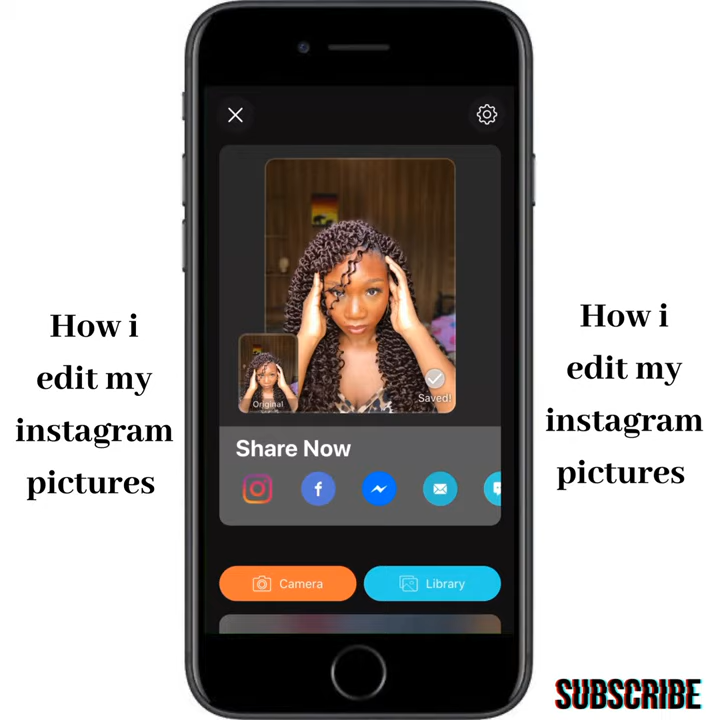 How i
edit my
instagram
pictures
Original
Saved!
Share Now
f
Camera
Library
How i
edit my
instagram
pictures
SUBSCRIBE